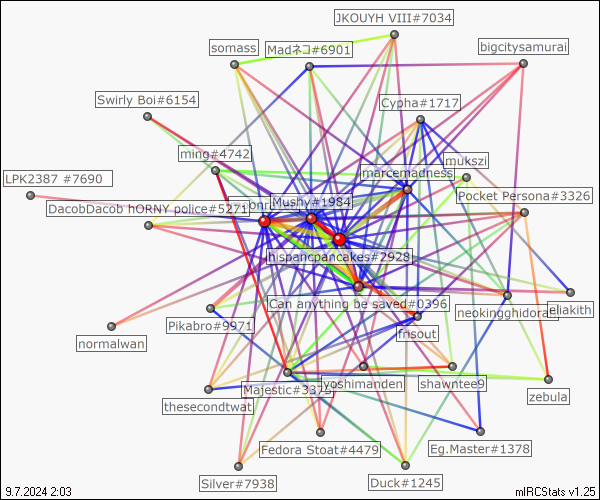 JKOUYH VIII#7034
somass
Madネコ#6901
bigcitysamurai
Swirly Boi#6154
Cypha#1717
ming#4742
mukszi
marcemadness
LPK2387 #7690
Pocket Persona#3326
Mushy#1984
DacobDacob hORNY police#5271
hispancpancakes#2928
Can anything be saved#0396
neokingghidorah
eliakith
Pikabro#9971
frisout
normalwan
Majestic#3375
yoshimanden
shawntee9
zebula
thesecondtwat
Fedora Stoat#4479
Eg.Master#1378
Silver#7938
Duck#1245
9.7.2024 2:03
mIRCStats v1.25